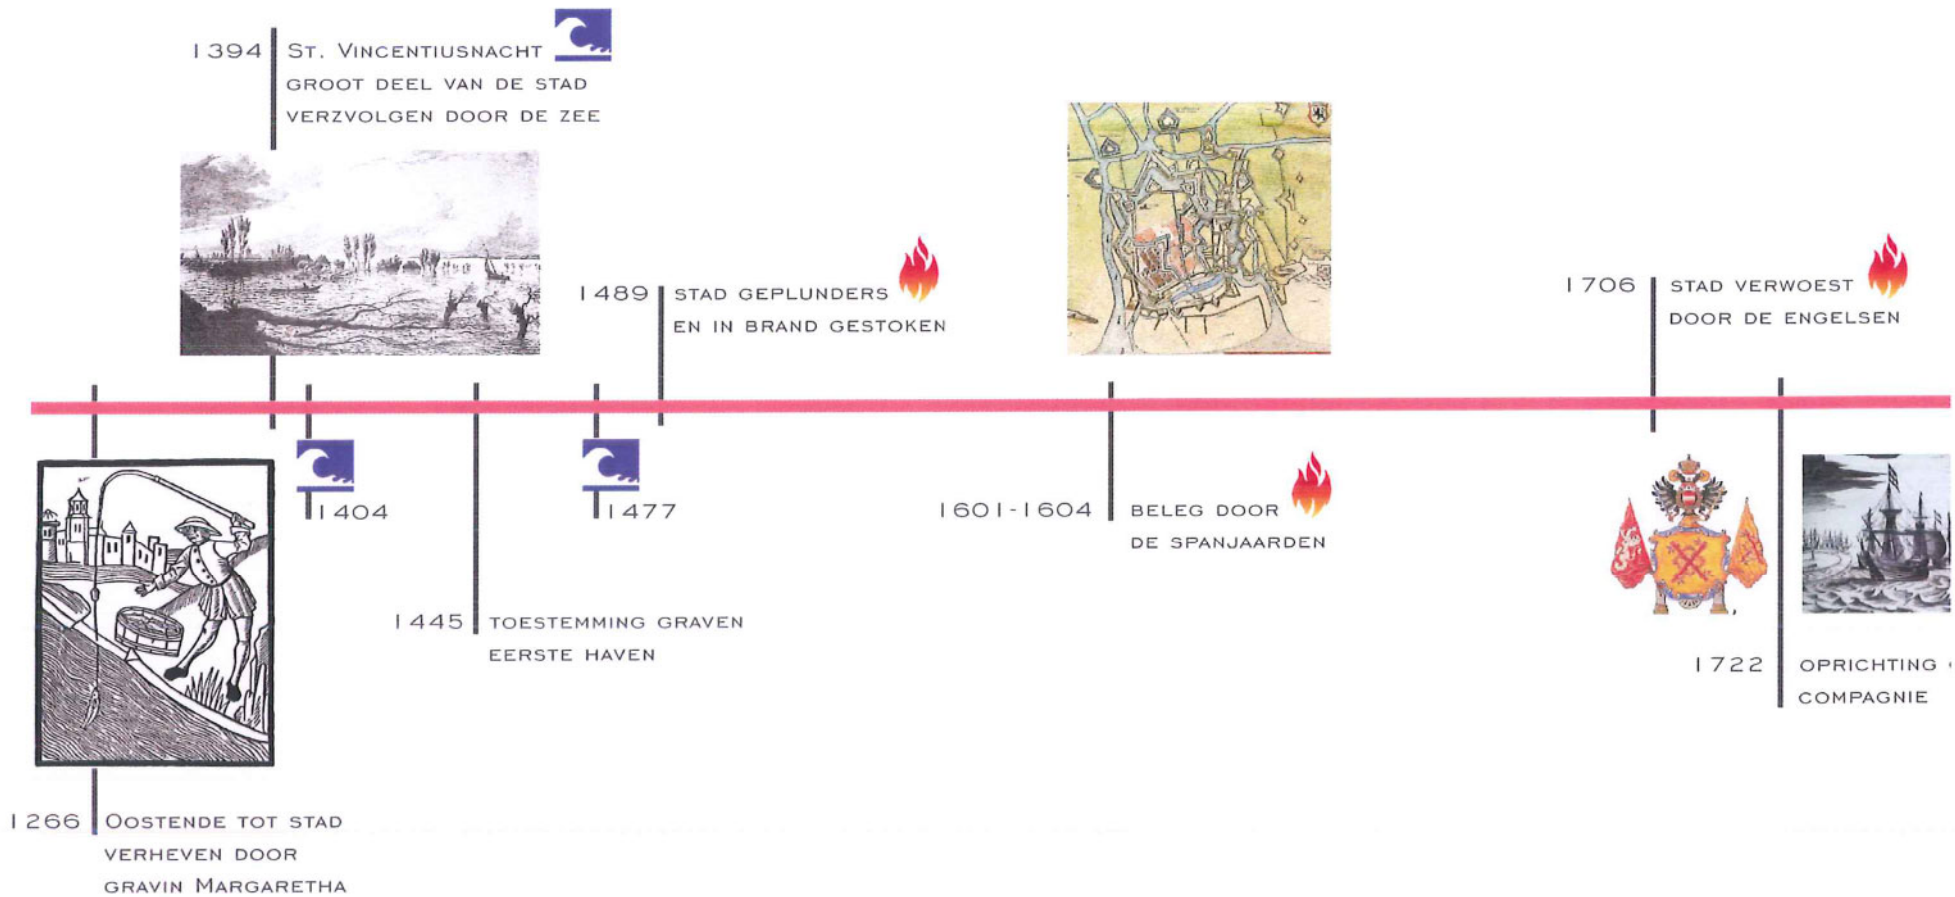 1394 St. Vincentiusnacht
groot deel van de stad
verzvolgen door de zee
1489 stad geplunders
en in brand gestoken
1706 stad verwoest
door de Engelsen
1404
1477
1601-1604 beleg door
de Spanjaarden
1445 toestemming graven
eerste haven
1722 oprichting
compagnie
1266 Oostende tot stad
verheven door
gravin Margaretha